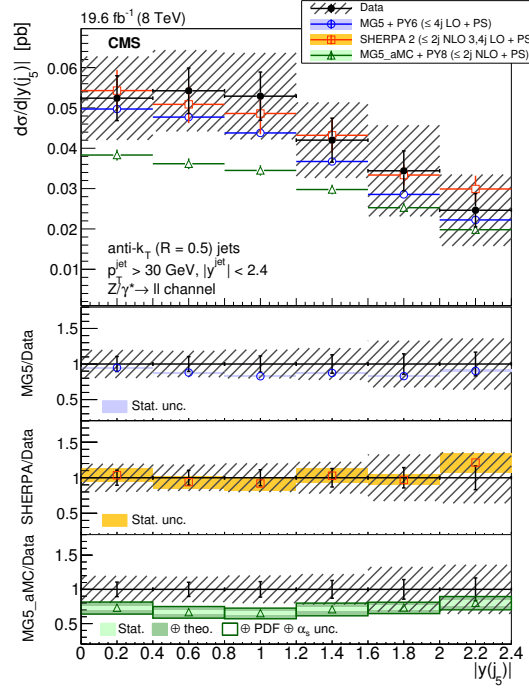 19.6 fb⁻¹ (8 TeV)
Data
MG5 + PY6 (≤ 4j LO + PS)
SHERPA 2 (≤ 2j NLO 3,4j LO + PS)
MG5_aMC + PY8 (≤ 2j NLO + PS)
CMS
dσ/d|y(j₅)| [pb]
0.06
0.05
0.04
0.03
0.02
0.01
anti-k_T (R = 0.5) jets
p_T^jet > 30 GeV, |y^jet| < 2.4
Z/γ* → ll channel
MG5/Data
1.5
1
0.5
Stat. unc.
SHERPA/Data
1.5
1
0.5
Stat. unc.
MG5_aMC/Data
1.5
1
0.5
Stat. ⊕ theo. ⊕ PDF ⊕ α_s unc.
0 0.2 0.4 0.6 0.8 1 1.2 1.4 1.6 1.8 2 2.2 2.4
|y(j₅)|